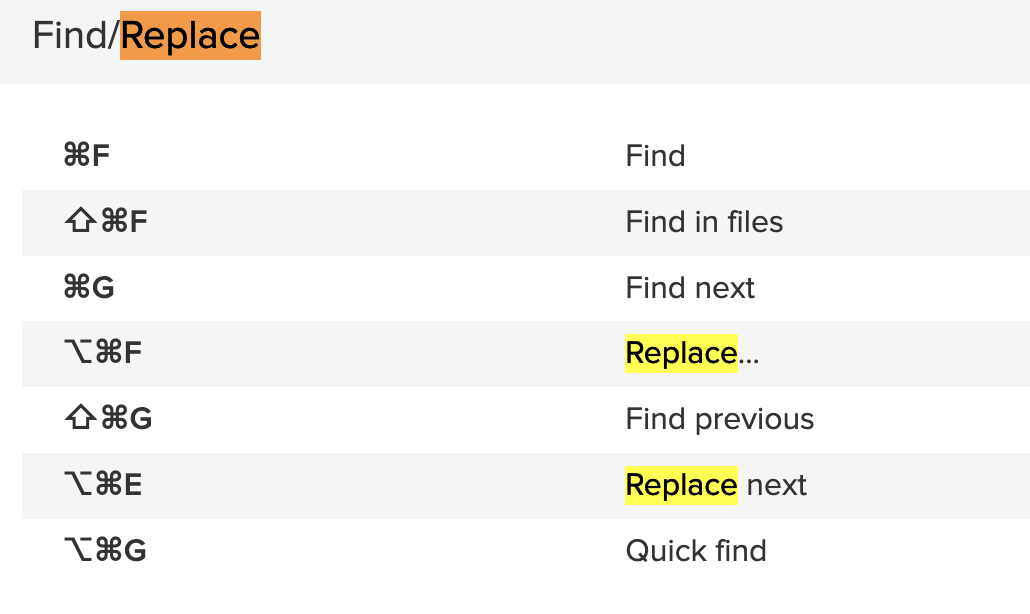 Find/Replace
⌘F Find
⇧⌘F Find in files
⌘G Find next
⌥⌘F Replace...
⇧⌘G Find previous
⌥⌘E Replace next
⌥⌘G Quick find